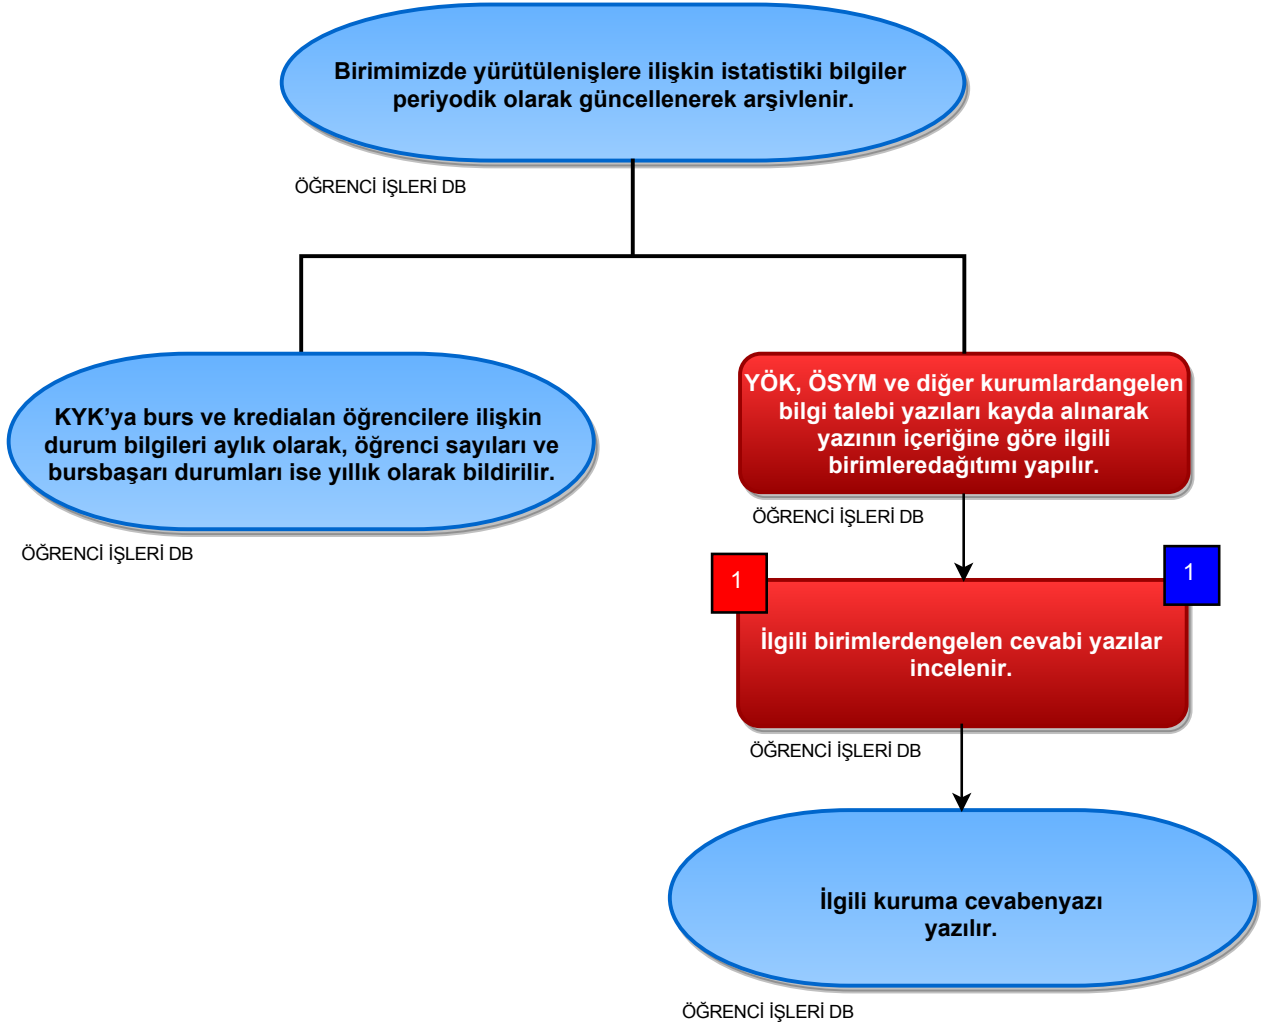 Birimimizde yürütülenişlere ilişkin istatistiki bilgiler
periyodik olarak güncellenerek arşivlenir.
ÖĞRENCİ İŞLERİ DB
KYK’ya burs ve kredialan öğrencilere ilişkin
durum bilgileri aylık olarak, öğrenci sayıları ve
bursbaşarı durumları ise yıllık olarak bildirilir.
ÖĞRENCİ İŞLERİ DB
YÖK, ÖSYM ve diğer kurumlardangelen
bilgi talebi yazıları kayda alınarak
yazının içeriğine göre ilgili
birimleredağıtımı yapılır.
ÖĞRENCİ İŞLERİ DB
1
1
İlgili birimlerdengelen cevabi yazılar
incelenir.
ÖĞRENCİ İŞLERİ DB
İlgili kuruma cevabenyazı
yazılır.
ÖĞRENCİ İŞLERİ DB